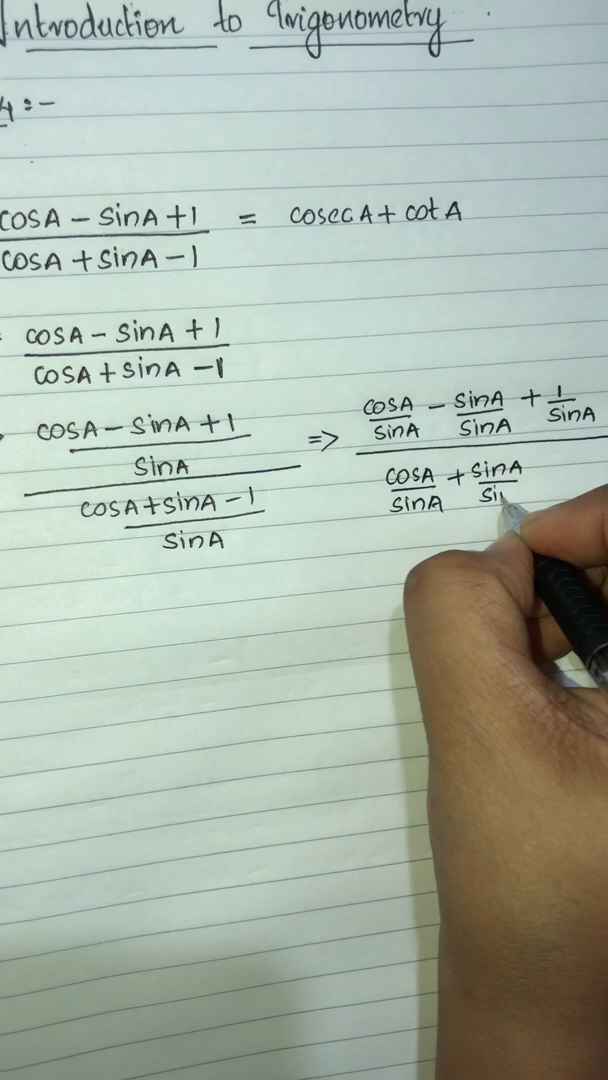 Introduction to Trigonometry
4:-
cosA - sinA +1 = cosecA + cotA
cosA + sinA - 1
cosA - sinA + 1
cosA + sinA - 1
cosA - sinA + 1 => cosA - sinA + 1
sinA sinA sinA sinA
cosA + sinA - 1 cosA + sinA
sinA sinA si